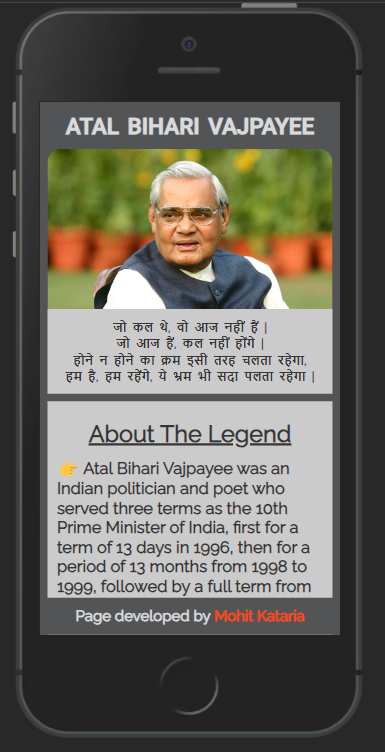 ATAL BIHARI VAJPAYEE
जो कल थे, वो आज नहीं हैं |
जो आज हैं, कल नहीं होंगे |
होने न होने का क्रम इसी तरह चलता रहेगा,
हम है, हम रहेंगे, ये भ्रम भी सदा पलता रहेगा |
About The Legend
👉 Atal Bihari Vajpayee was an
Indian politician and poet who
served three terms as the 10th
Prime Minister of India, first for a
term of 13 days in 1996, then for a
period of 13 months from 1998 to
1999, followed by a full term from
Page developed by Mohit Kataria